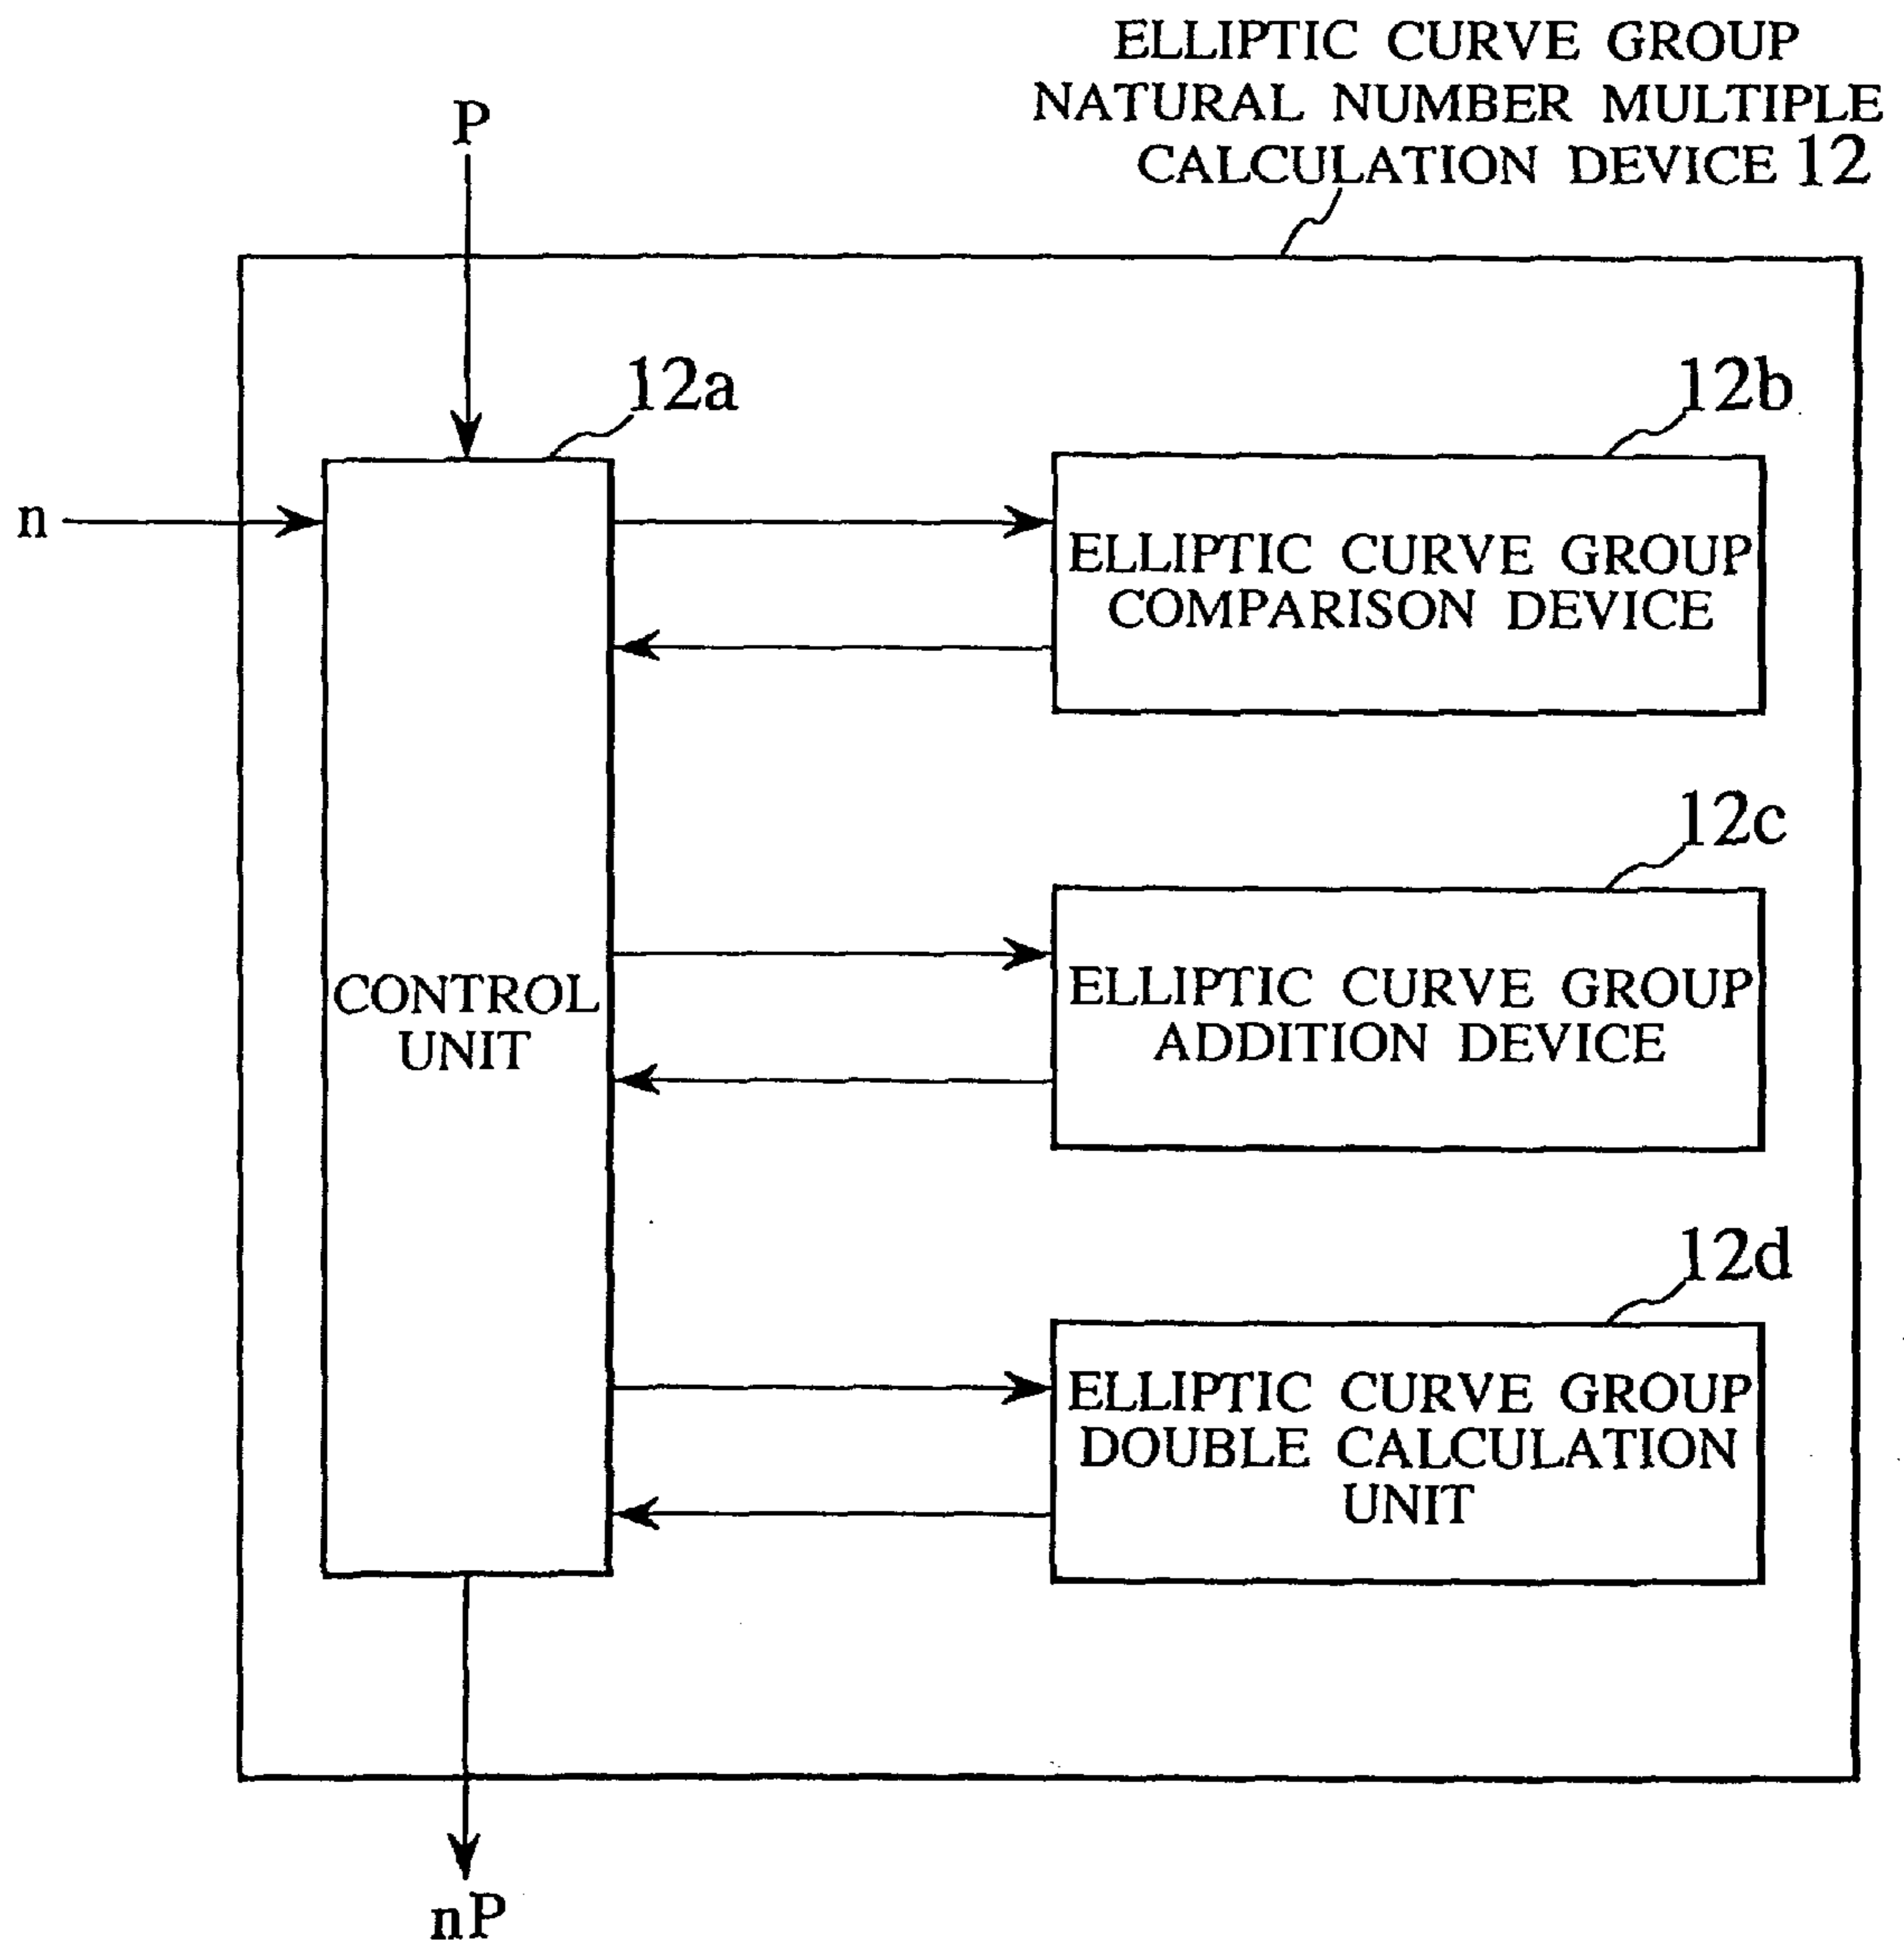 ELLIPTIC CURVE GROUP
NATURAL NUMBER MULTIPLE
CALCULATION DEVICE 12
P
12a
12b
n
ELLIPTIC CURVE GROUP
COMPARISON DEVICE
12c
CONTROL
UNIT
ELLIPTIC CURVE GROUP
ADDITION DEVICE
12d
ELLIPTIC CURVE GROUP
DOUBLE CALCULATION
UNIT
nP